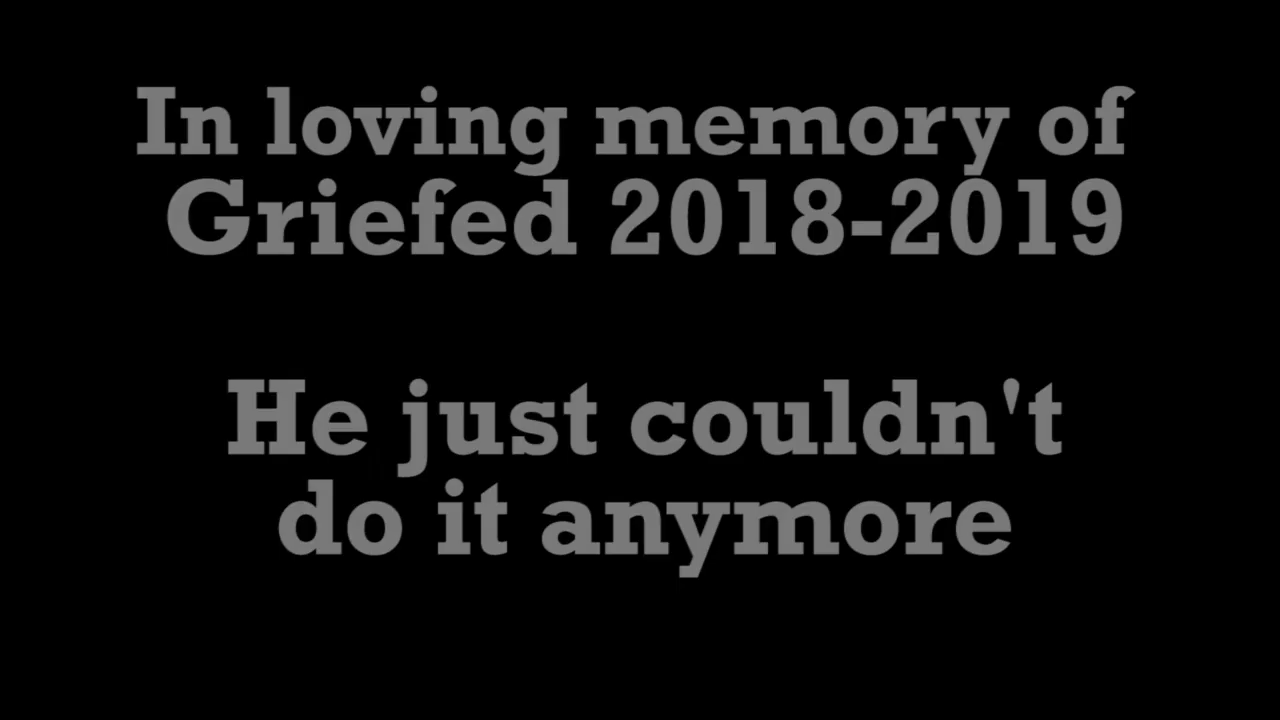 In loving memory of
Griefed 2018-2019
He just couldn't
do it anymore